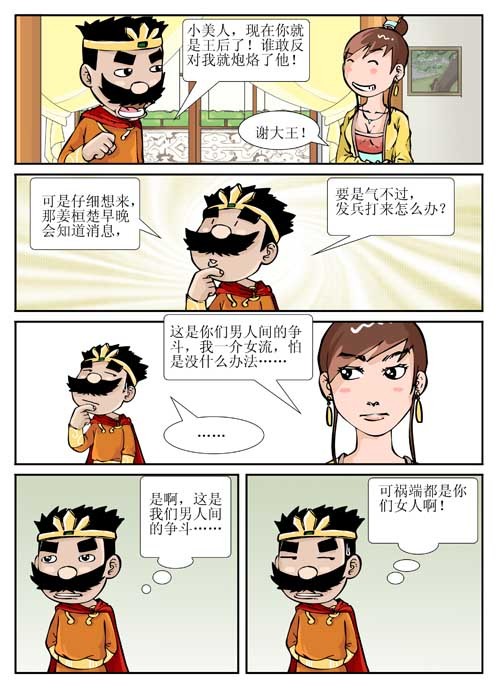 小美人，现在你就
是王后了！谁敢反
对我就炮烙了他！
谢大王！
可是仔细想来，
那姜桓楚早晚
会知道消息，
要是气不过，
发兵打来怎么办？
这是你们男人间的争
斗，我一介女流，怕
是没什么办法……
……
是啊，这是
我们男人间
的争斗……
可祸端都是你
们女人啊！